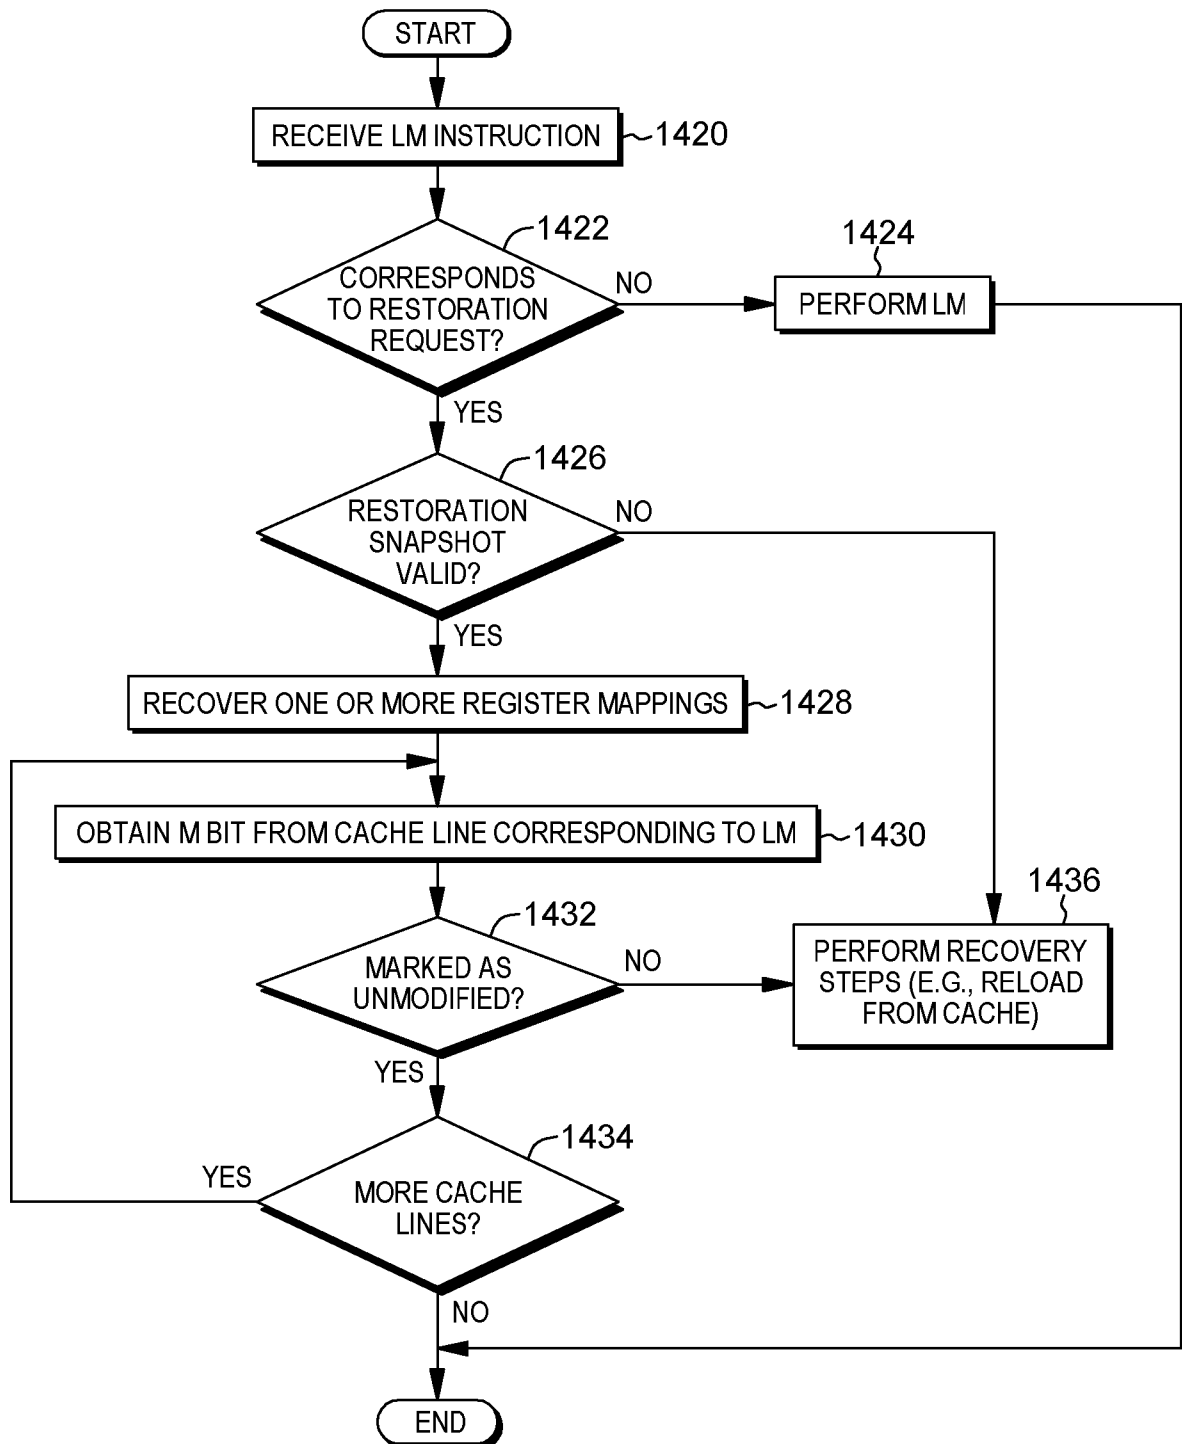 START
RECEIVE LM INSTRUCTION
1420
1422
CORRESPONDS
TO RESTORATION
REQUEST?
NO
1424
PERFORM LM
YES
1426
RESTORATION
SNAPSHOT
VALID?
NO
YES
RECOVER ONE OR MORE REGISTER MAPPINGS
1428
OBTAIN M BIT FROM CACHE LINE CORRESPONDING TO LM
1430
1432
MARKED AS
UNMODIFIED?
NO
1436
PERFORM RECOVERY
STEPS (E.G., RELOAD
FROM CACHE)
YES
1434
MORE CACHE
LINES?
YES
NO
END